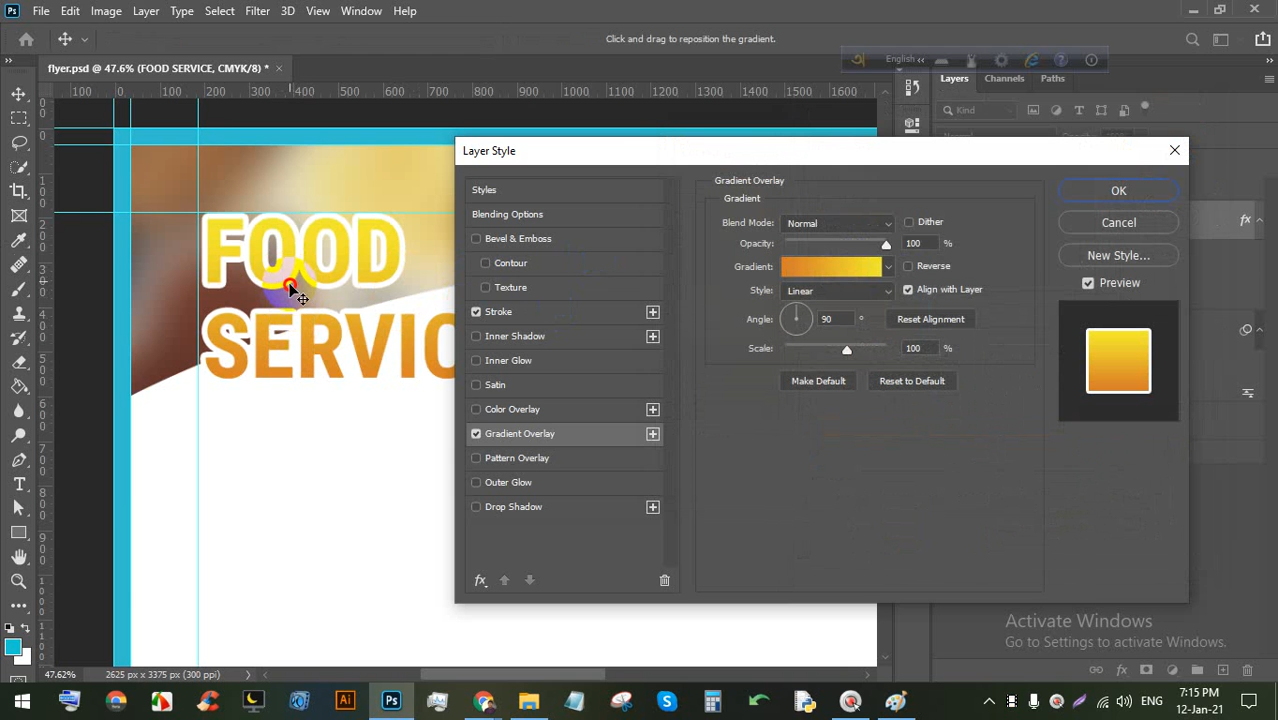 Ps File Edit Image Layer Type Select Filter 3D View Window Help
Click and drag to reposition the gradient.
flyer.psd @ 47.6% (FOOD SERVICE, CMYK/8) * ×
English
Layers Channels Paths
0 100 100 200 300 400 500 600 700 800 900 1000 1100 1200 1300 1400 1500 1600
Kind
Layer Style
Styles
Blending Options
Bevel & Emboss
Contour
Texture
Stroke
Inner Shadow
Inner Glow
Satin
Color Overlay
Gradient Overlay
Pattern Overlay
Outer Glow
Drop Shadow
fx
Gradient Overlay
Gradient
Blend Mode: Normal Dither
Opacity: 100 %
Gradient: Reverse
Style: Linear Align with Layer
Angle: 90 ° Reset Alignment
Scale: 100 %
Make Default Reset to Default
OK
Cancel
New Style...
Preview
FOOD
SERVIC
fx
Activate Windows
Go to Settings to activate Windows.
47.62% 2625 px x 3375 px (300 ppi)
Ai Ps
ENG
7:15 PM
12-Jan-21